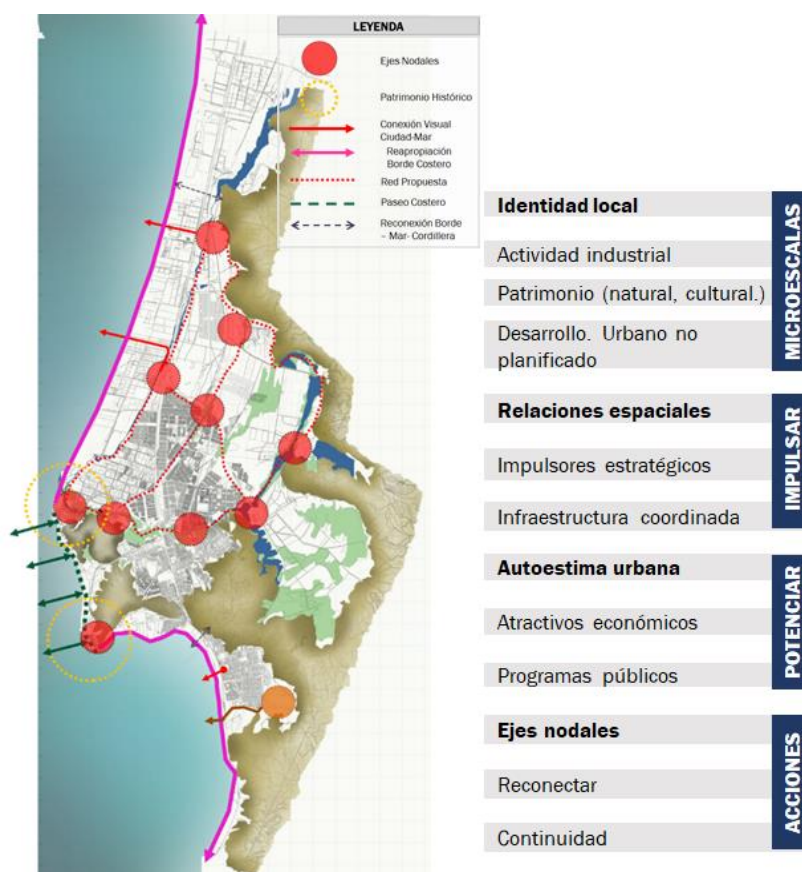 LEYENDA
Ejes Nodales
Patrimonio Histórico
Conexión Visual
Ciudad-Mar
Reapropiación
Borde Costero
Red Propuesta
Paseo Costero
Reconexión Borde
– Mar- Cordillera
Identidad local
Actividad industrial
Patrimonio (natural, cultural.)
Desarrollo. Urbano no
planificado
MICROESCALAS
Relaciones espaciales
Impulsores estratégicos
Infraestructura coordinada
IMPULSAR
Autoestima urbana
Atractivos económicos
Programas públicos
POTENCIAR
Ejes nodales
Reconectar
Continuidad
ACCIONES